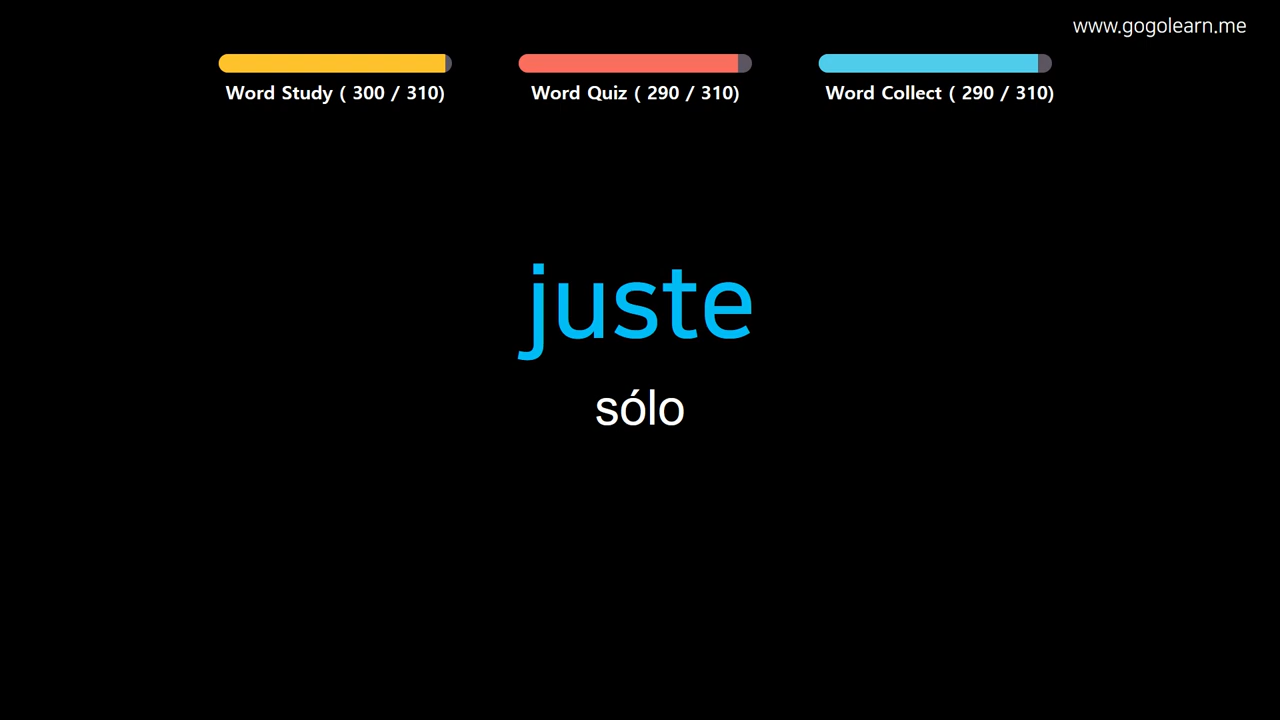 www.gogolearn.me
Word Study ( 300 / 310)
Word Quiz ( 290 / 310)
Word Collect ( 290 / 310)
juste
sólo